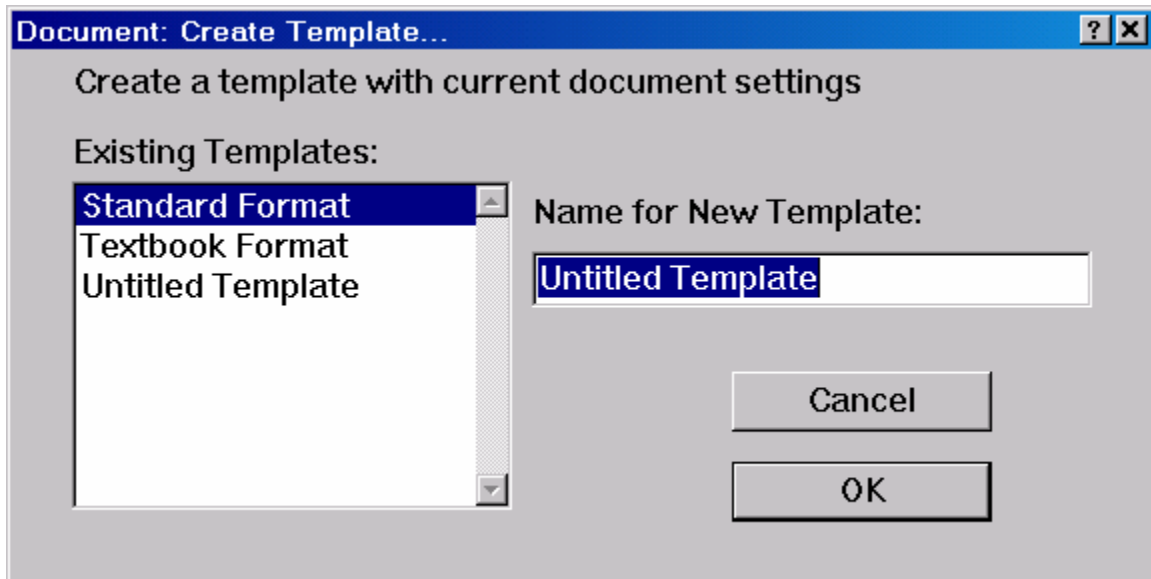 Document: Create Template...
Create a template with current document settings
Existing Templates:
Standard Format
Textbook Format
Untitled Template
Name for New Template:
Untitled Template
Cancel
OK